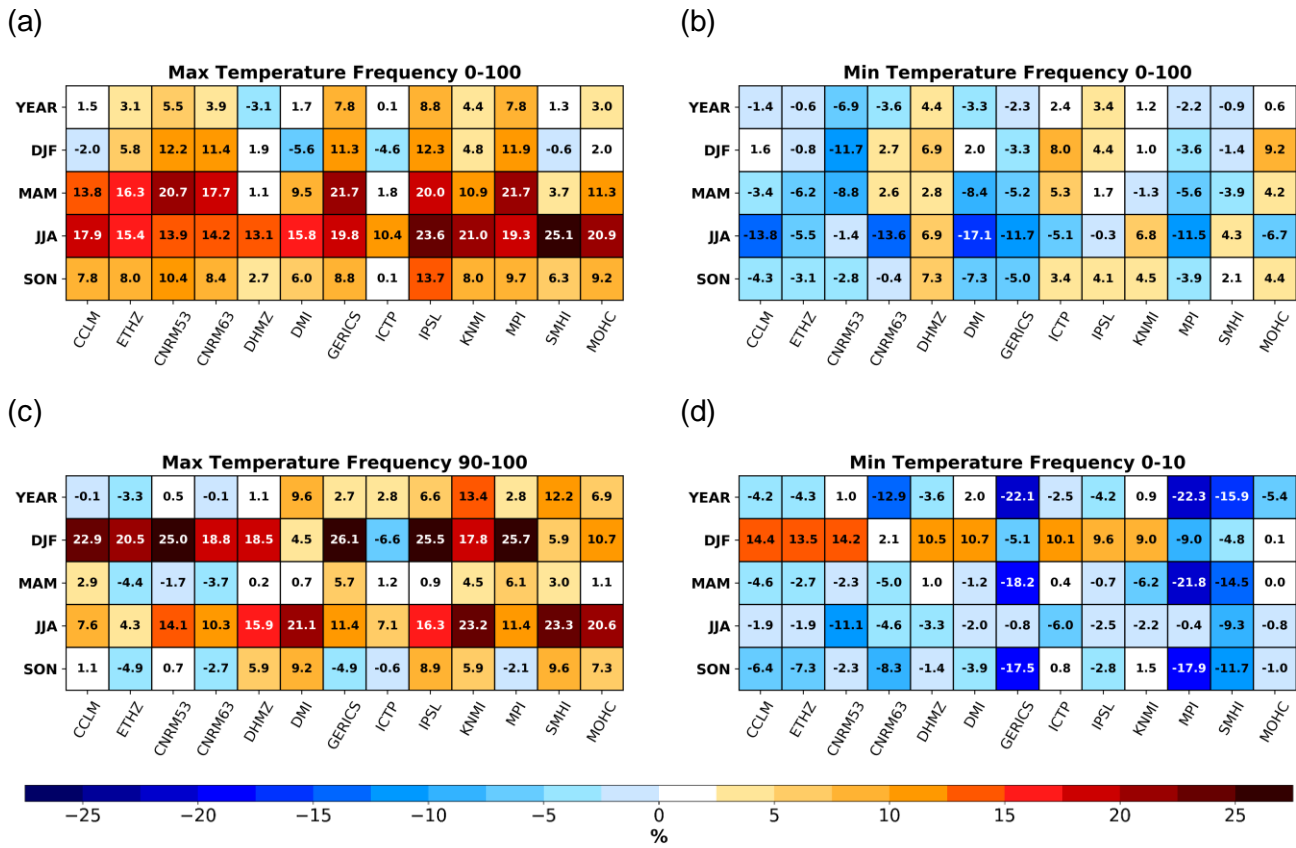 (a)
(b)
Max Temperature Frequency 0-100
YEAR 1.5 3.1 5.5 3.9 -3.1 1.7 7.8 0.1 8.8 4.4 7.8 1.3 3.0
DJF -2.0 5.8 12.2 11.4 1.9 -5.6 11.3 -4.6 12.3 4.8 11.9 -0.6 2.0
MAM 13.8 16.3 20.7 17.7 1.1 9.5 21.7 1.8 20.0 10.9 21.7 3.7 11.3
JJA 17.9 15.4 13.9 14.2 13.1 15.8 19.8 10.4 23.6 21.0 19.3 25.1 20.9
SON 7.8 8.0 10.4 8.4 2.7 6.0 8.8 0.1 13.7 8.0 9.7 6.3 9.2
CCLM ETHZ CNRM53 CNRM63 DHMZ DMI GERICS ICTP IPSL KNMI MPI SMHI MOHC
Min Temperature Frequency 0-100
YEAR -1.4 -0.6 -6.9 -3.6 4.4 -3.3 -2.3 2.4 3.4 1.2 -2.2 -0.9 0.6
DJF 1.6 -0.8 -11.7 2.7 6.9 2.0 -3.3 8.0 4.4 1.0 -3.6 -1.4 9.2
MAM -3.4 -6.2 -8.8 2.6 2.8 -8.4 -5.2 5.3 1.7 -1.3 -5.6 -3.9 4.2
JJA -13.8 -5.5 -1.4 -13.6 6.9 -17.1 -11.7 -5.1 -0.3 6.8 -11.5 4.3 -6.7
SON -4.3 -3.1 -2.8 -0.4 7.3 -7.3 -5.0 3.4 4.1 4.5 -3.9 2.1 4.4
CCLM ETHZ CNRM53 CNRM63 DHMZ DMI GERICS ICTP IPSL KNMI MPI SMHI MOHC
(c)
(d)
Max Temperature Frequency 90-100
YEAR -0.1 -3.3 0.5 -0.1 1.1 9.6 2.7 2.8 6.6 13.4 2.8 12.2 6.9
DJF 22.9 20.5 25.0 18.8 18.5 4.5 26.1 -6.6 25.5 17.8 25.7 5.9 10.7
MAM 2.9 -4.4 -1.7 -3.7 0.2 0.7 5.7 1.2 0.9 4.5 6.1 3.0 1.1
JJA 7.6 4.3 14.1 10.3 15.9 21.1 11.4 7.1 16.3 23.2 11.4 23.3 20.6
SON 1.1 -4.9 0.7 -2.7 5.9 9.2 -4.9 -0.6 8.9 5.9 -2.1 9.6 7.3
CCLM ETHZ CNRM53 CNRM63 DHMZ DMI GERICS ICTP IPSL KNMI MPI SMHI MOHC
Min Temperature Frequency 0-10
YEAR -4.2 -4.3 1.0 -12.9 -3.6 2.0 -22.1 -2.5 -4.2 0.9 -22.3 -15.9 -5.4
DJF 14.4 13.5 14.2 2.1 10.5 10.7 -5.1 10.1 9.6 9.0 -9.0 -4.8 0.1
MAM -4.6 -2.7 -2.3 -5.0 1.0 -1.2 -18.2 0.4 -0.7 -6.2 -21.8 -14.5 0.0
JJA -1.9 -1.9 -11.1 -4.6 -3.3 -2.0 -0.8 -6.0 -2.5 -2.2 -0.4 -9.3 -0.8
SON -6.4 -7.3 -2.3 -8.3 -1.4 -3.9 -17.5 0.8 -2.8 1.5 -17.9 -11.7 -1.0
CCLM ETHZ CNRM53 CNRM63 DHMZ DMI GERICS ICTP IPSL KNMI MPI SMHI MOHC
−25 −20 −15 −10 −5 0 5 10 15 20 25
%